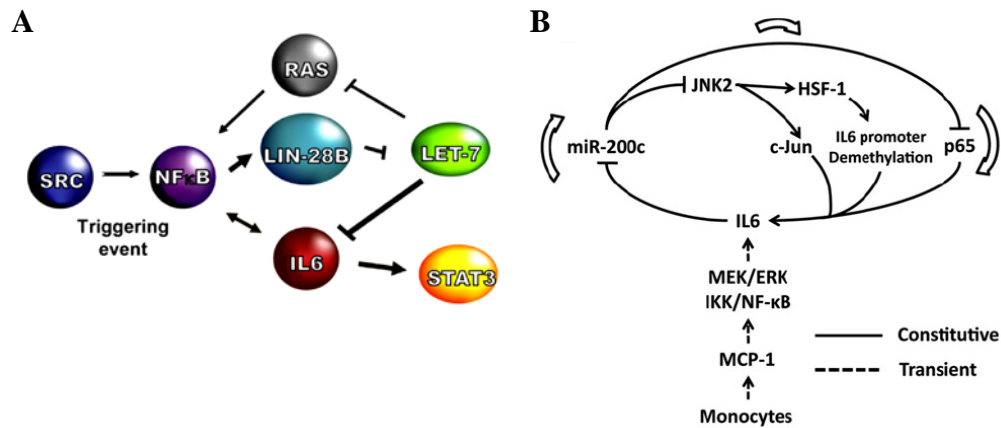 A
RAS
LIN-28B
LET-7
SRC
NFκB
Triggering
event
IL6
STAT3
B
JNK2
HSF-1
miR-200c
c-Jun
IL6 promoter
Demethylation
p65
IL6
MEK/ERK
IKK/NF-κB
MCP-1
Monocytes
Constitutive
Transient